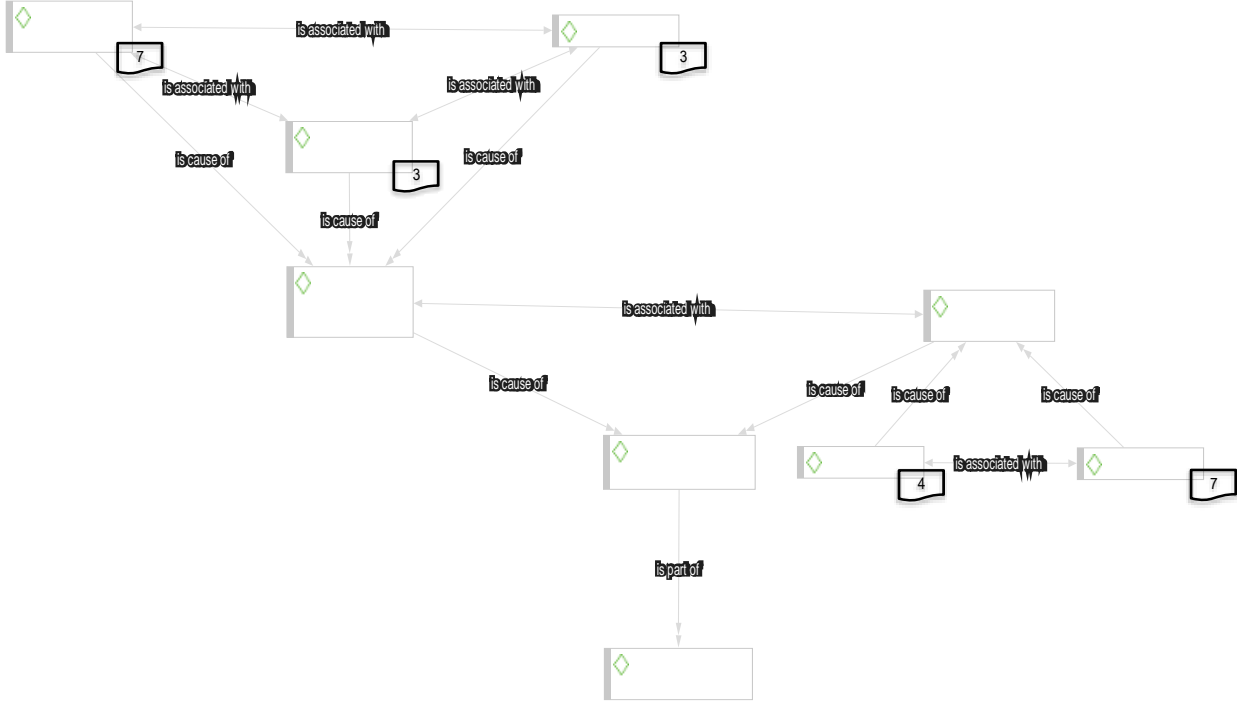 is associated with
7
3
is associated with
is associated with
is cause of
is cause of
3
is cause of
is associated with
is cause of
is cause of
is cause of
is cause of
is associated with
4
7
is part of